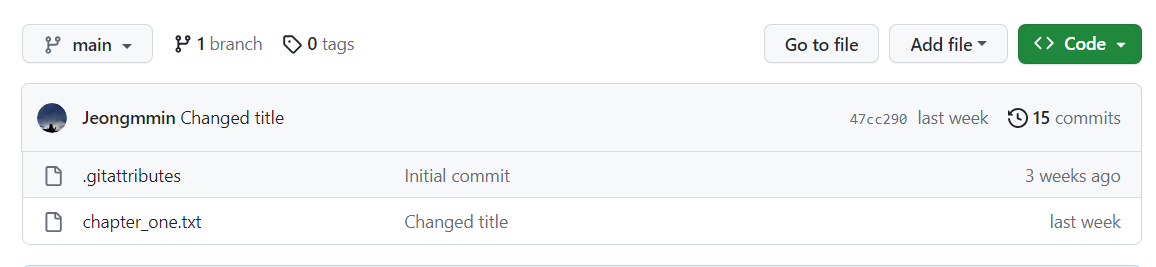 main 1 branch 0 tags Go to file Add file Code
Jeongmmin Changed title 47cc290 last week 15 commits
.gitattributes Initial commit 3 weeks ago
chapter_one.txt Changed title last week